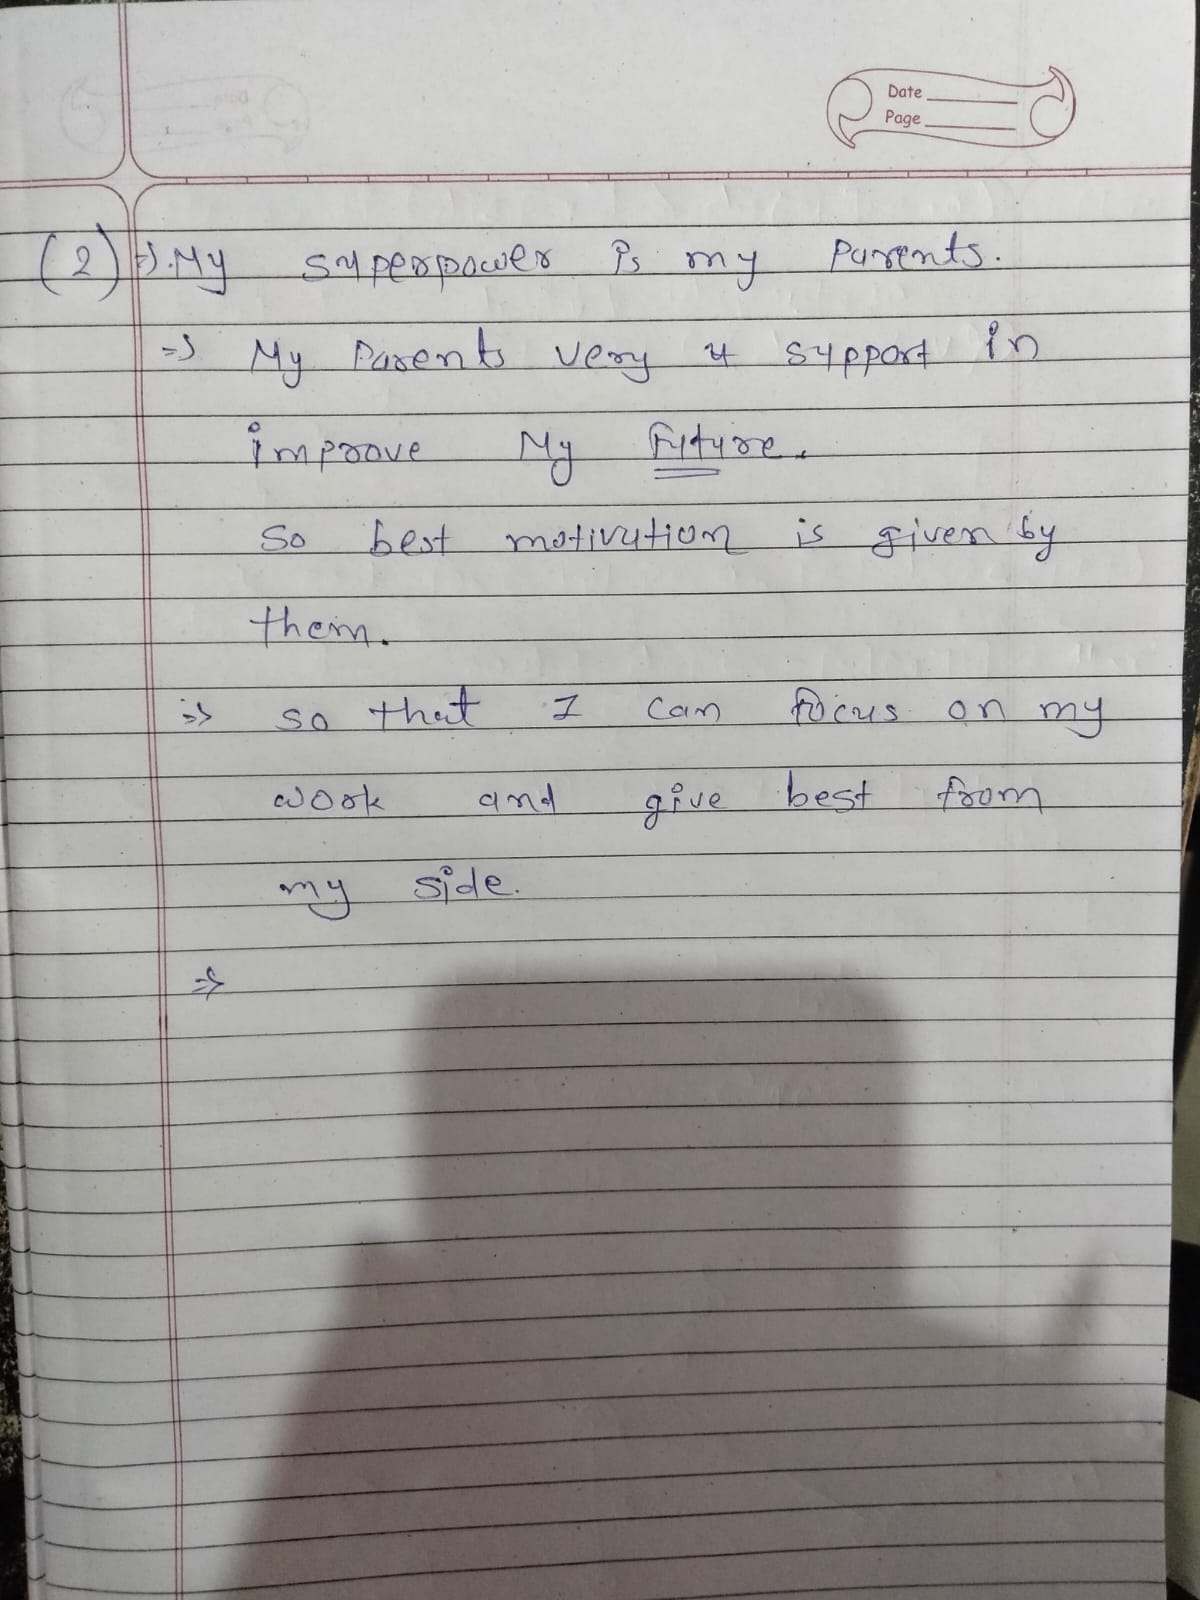 Date
Page
(2) ⇒ My superpower is my Parents.
⇒ My Parents very support in
improve My Future.
So best motivation is given by
them.
⇒ so that I can focus on my
work and give best from
my side.
⇒